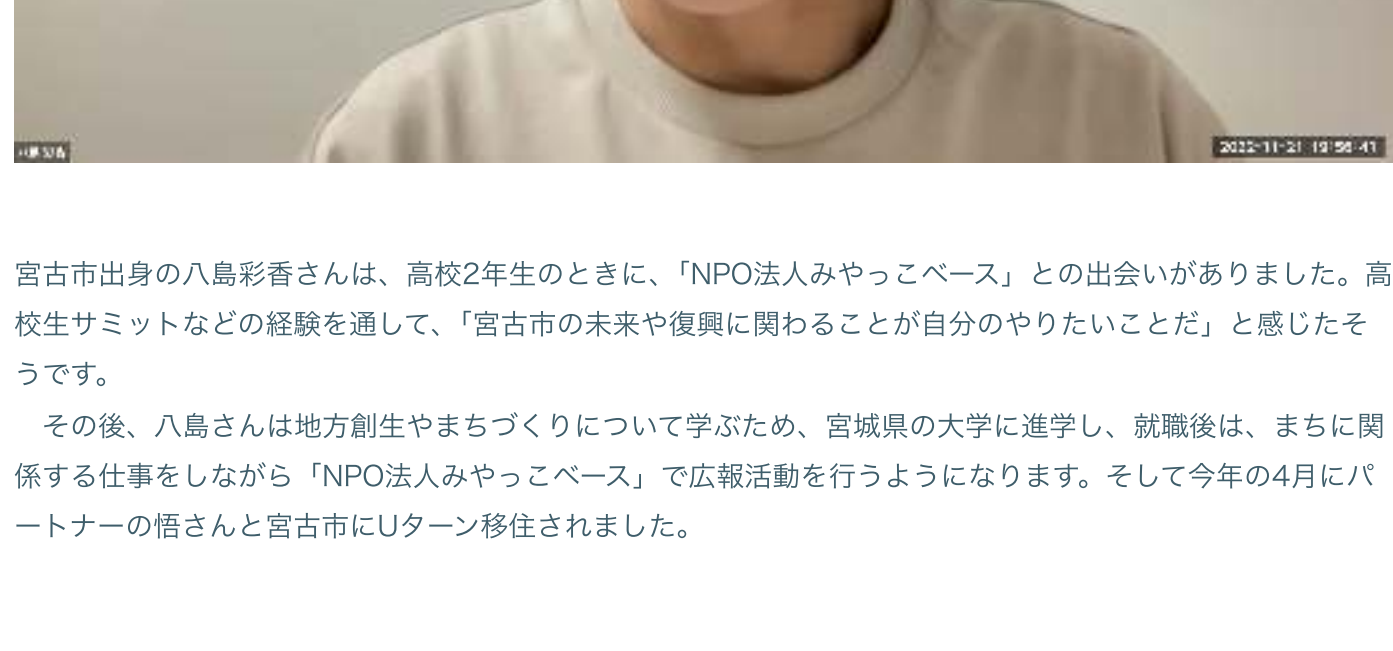 2022-11-21 19:56:41
宮古市出身の八島彩香さんは、高校2年生のときに、「NPO法人みやっこベース」との出会いがありました。高
校生サミットなどの経験を通して、「宮古市の未来や復興に関わることが自分のやりたいことだ」と感じたそ
うです。
　その後、八島さんは地方創生やまちづくりについて学ぶため、宮城県の大学に進学し、就職後は、まちに関
係する仕事をしながら「NPO法人みやっこベース」で広報活動を行うようになります。そして今年の4月にパ
ートナーの悟さんと宮古市にUターン移住されました。